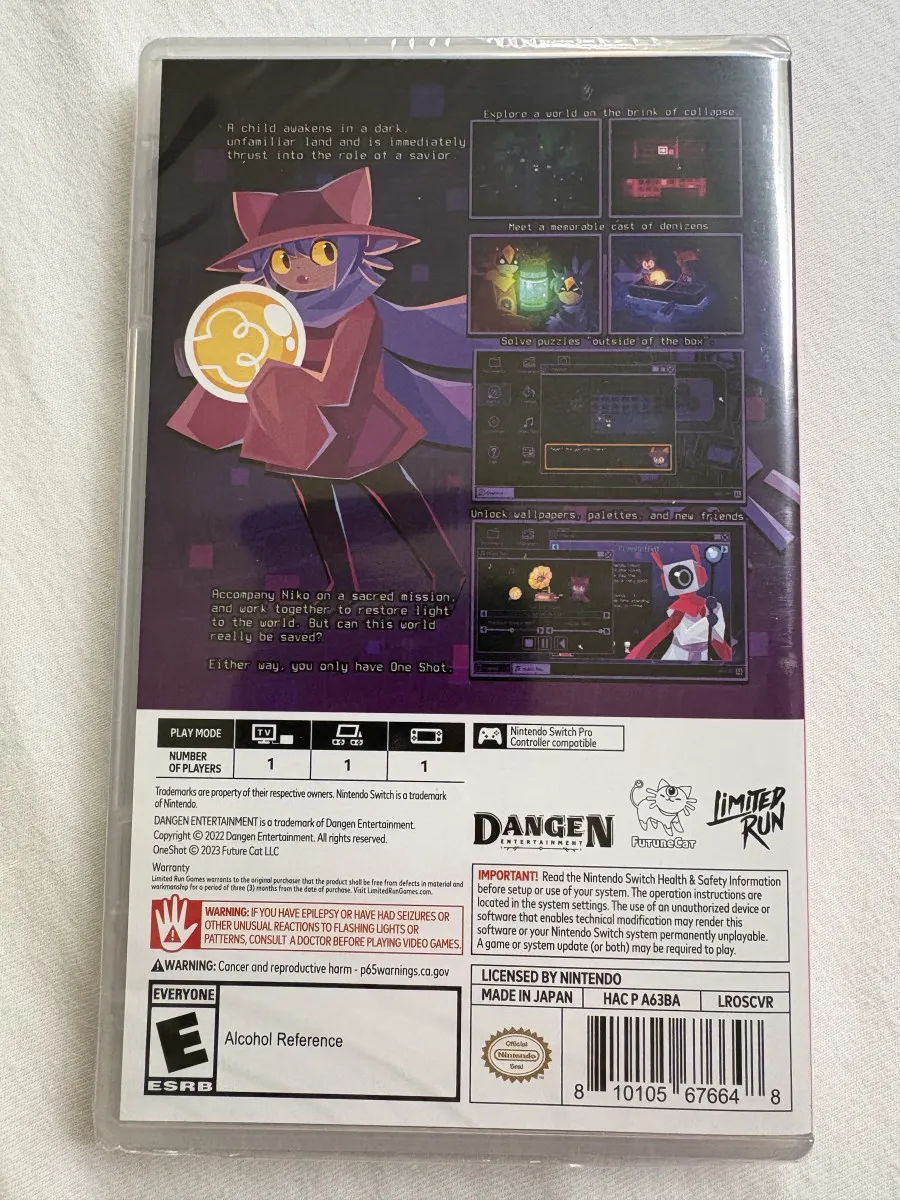 A child awakens in a dark,
unfamiliar land and is immediately
thrust into the role of a savior.
Explore a world on the brink of collapse.
Meet a memorable cast of denizens
Solve puzzles "outside of the box".
Unlock wallpapers, palettes, and new friends
Accompany Niko on a sacred mission,
and work together to restore light
to the world. But can this world
really be saved?
Either way, you only have One Shot.
PLAY MODE
TV
NUMBER
OF PLAYERS
1 1 1
Nintendo Switch Pro
Controller compatible
Trademarks are property of their respective owners. Nintendo Switch is a trademark
of Nintendo.
DANGEN ENTERTAINMENT is a trademark of Dangen Entertainment.
Copyright © 2022 Dangen Entertainment. All rights reserved.
OneShot © 2023 Future Cat LLC
Warranty
Limited Run Games warrants to the original purchaser that the product shall be free from defects in material and
workmanship for a period of three (3) months from the date of purchase. Visit LimitedRunGames.com.
WARNING: IF YOU HAVE EPILEPSY OR HAVE HAD SEIZURES OR
OTHER UNUSUAL REACTIONS TO FLASHING LIGHTS OR
PATTERNS, CONSULT A DOCTOR BEFORE PLAYING VIDEO GAMES.
WARNING: Cancer and reproductive harm - p65warnings.ca.gov
EVERYONE
E
ESRB
Alcohol Reference
DANGEN
ENTERTAINMENT
FUTURECAT
LIMITED
RUN
IMPORTANT! Read the Nintendo Switch Health & Safety Information
before setup or use of your system. The operation instructions are
located in the system settings. The use of an unauthorized device or
software that enables technical modification may render this
software or your Nintendo Switch system permanently unplayable.
A game or system update (or both) may be required to play.
LICENSED BY NINTENDO
MADE IN JAPAN HAC P A63BA LROSCVR
Official
Nintendo
Seal
8 10105 67664 8